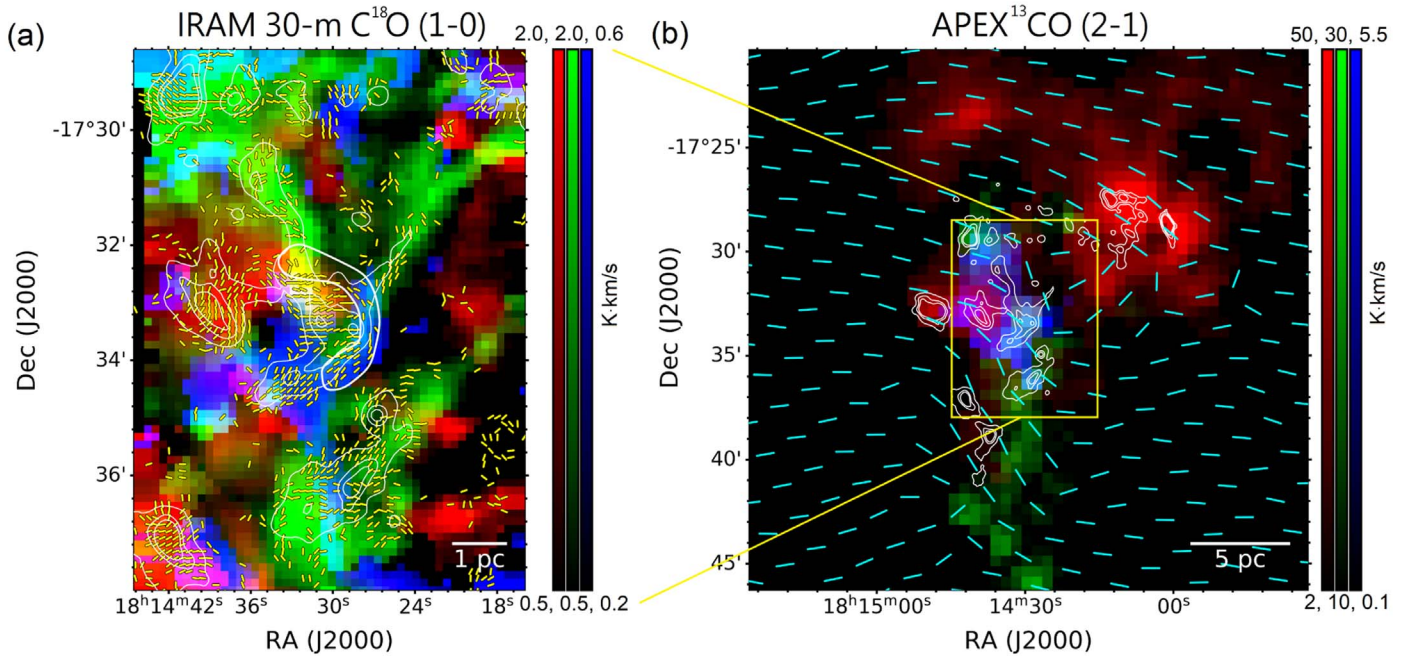 (a)
IRAM 30-m C¹⁸O (1-0)
2.0, 2.0, 0.6
-17°30'
32'
34'
36'
Dec (J2000)
1 pc
18ʰ14ᵐ42ˢ 36ˢ 30ˢ 24ˢ 18ˢ
0.5, 0.5, 0.2
RA (J2000)
K·km/s
(b)
APEX ¹³CO (2-1)
50, 30, 5.5
-17°25'
30'
35'
40'
45'
Dec (J2000)
5 pc
18ʰ15ᵐ00ˢ 14ᵐ30ˢ 00ˢ
2, 10, 0.1
RA (J2000)
K·km/s